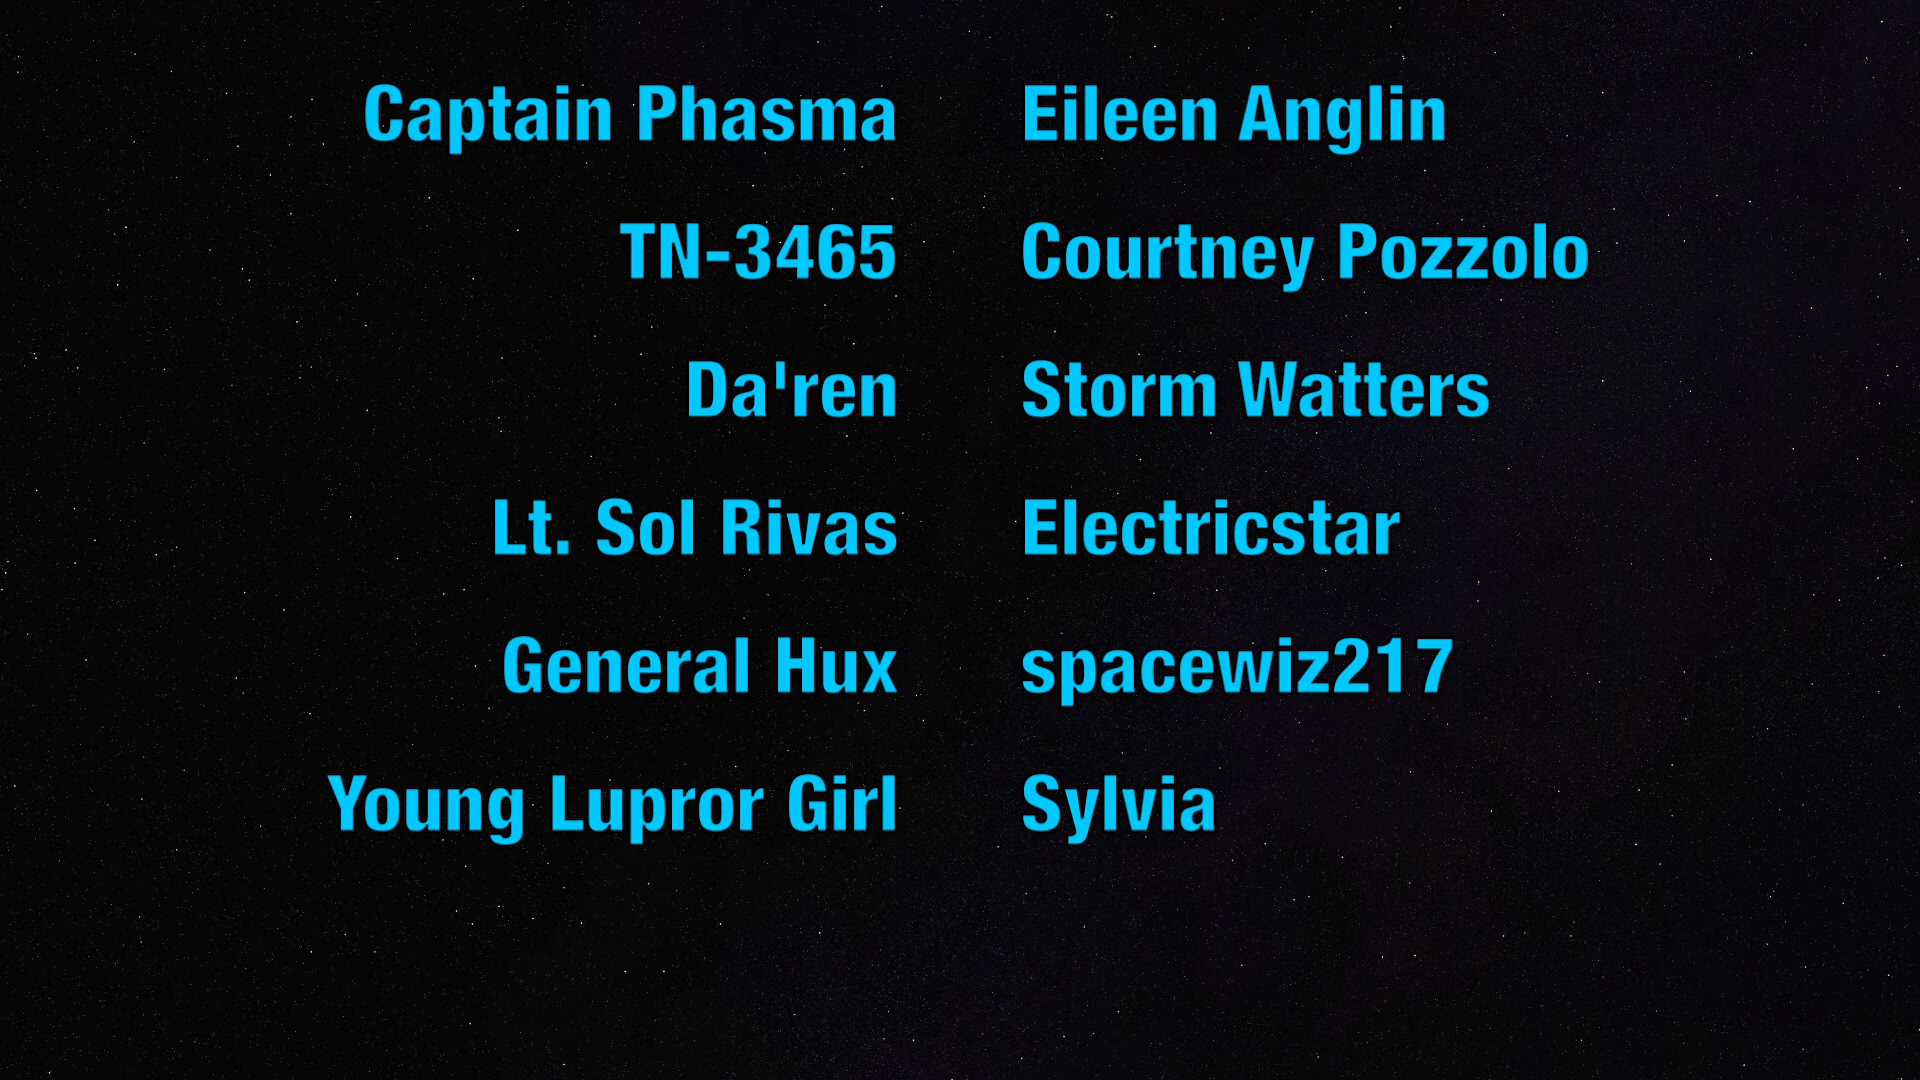 Captain Phasma Eileen Anglin
TN-3465 Courtney Pozzolo
Da'ren Storm Watters
Lt. Sol Rivas Electricstar
General Hux spacewiz217
Young Lupror Girl Sylvia